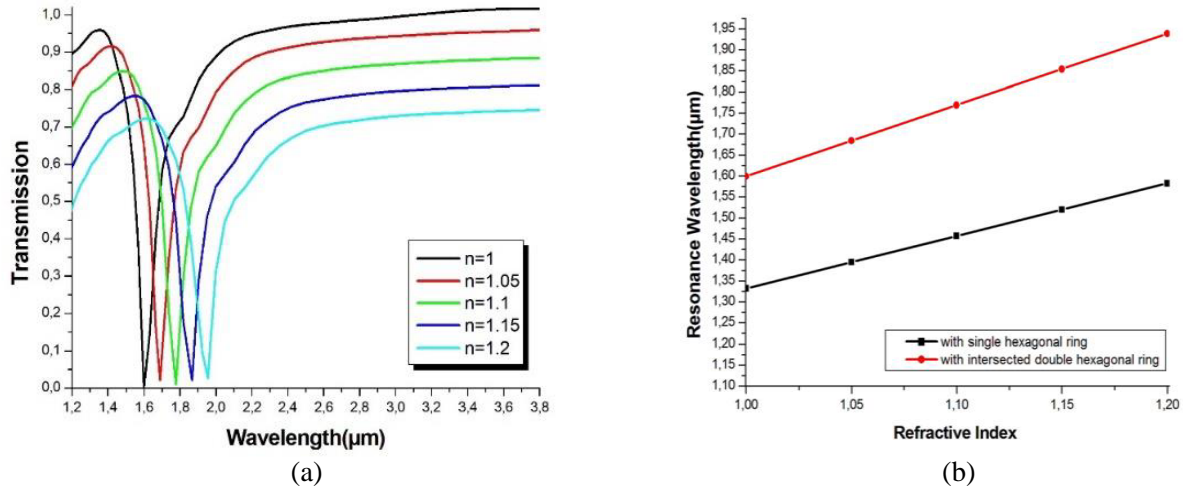 Transmission
1,0
0,9
0,8
0,7
0,6
0,5
0,4
0,3
0,2
0,1
0,0
n=1
n=1.05
n=1.1
n=1.15
n=1.2
1,2 1,4 1,6 1,8 2,0 2,2 2,4 2,6 2,8 3,0 3,2 3,4 3,6 3,8
Wavelength(µm)
(a)
Resonance Wavelength(µm)
1,95
1,90
1,85
1,80
1,75
1,70
1,65
1,60
1,55
1,50
1,45
1,40
1,35
1,30
1,25
1,20
1,15
1,10
with single hexagonal ring
with intersected double hexagonal ring
1,00 1,05 1,10 1,15 1,20
Refractive Index
(b)